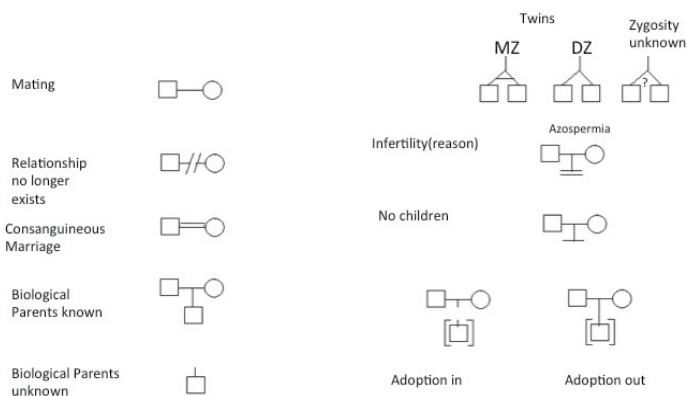 Twins
Zygosity
unknown
MZ
DZ
?
Mating
Infertility(reason)
Azospermia
Relationship
no longer
exists
No children
Consanguineous
Marriage
Biological
Parents known
Biological Parents
unknown
Adoption in
Adoption out